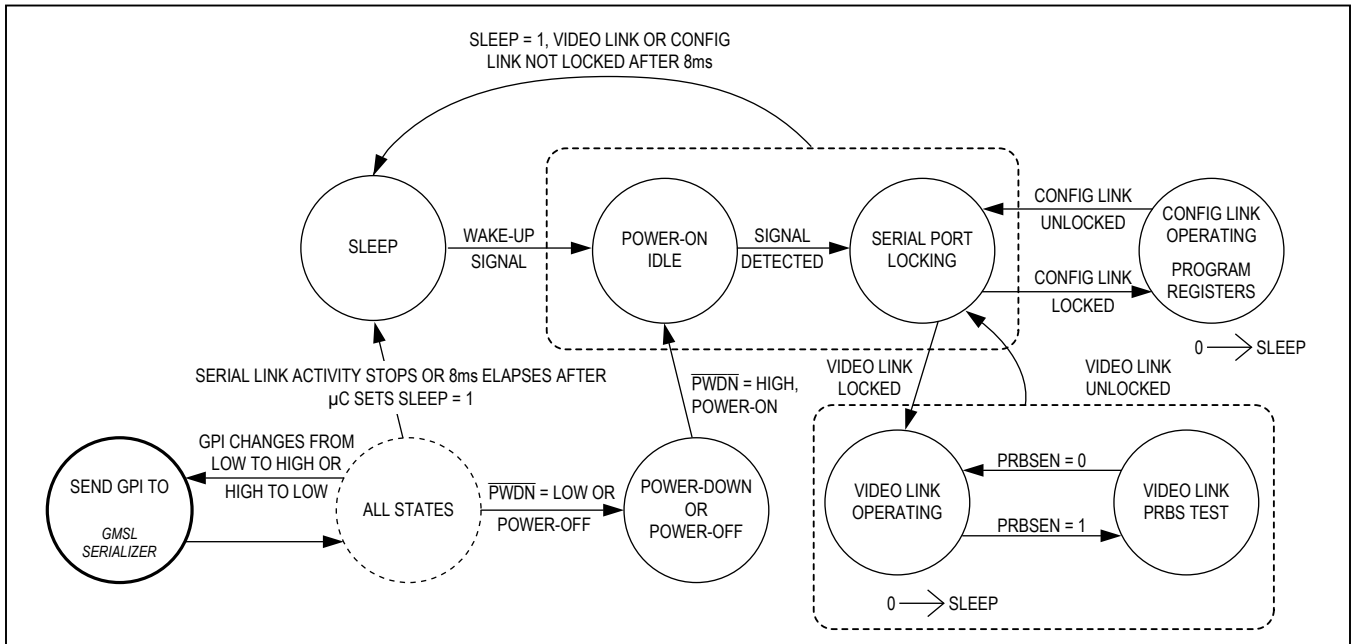 SLEEP = 1, VIDEO LINK OR CONFIG
LINK NOT LOCKED AFTER 8ms
SLEEP
WAKE-UP
SIGNAL
POWER-ON
IDLE
SIGNAL
DETECTED
SERIAL PORT
LOCKING
CONFIG LINK
UNLOCKED
CONFIG LINK
LOCKED
CONFIG LINK
OPERATING
PROGRAM
REGISTERS
0 → SLEEP
SERIAL LINK ACTIVITY STOPS OR 8ms ELAPSES AFTER
µC SETS SLEEP = 1
PWDN = HIGH,
POWER-ON
VIDEO LINK
LOCKED
VIDEO LINK
UNLOCKED
GPI CHANGES FROM
LOW TO HIGH OR
HIGH TO LOW
SEND GPI TO
GMSL
SERIALIZER
ALL STATES
PWDN = LOW OR
POWER-OFF
POWER-DOWN
OR
POWER-OFF
VIDEO LINK
OPERATING
PRBSEN = 0
PRBSEN = 1
VIDEO LINK
PRBS TEST
0 → SLEEP